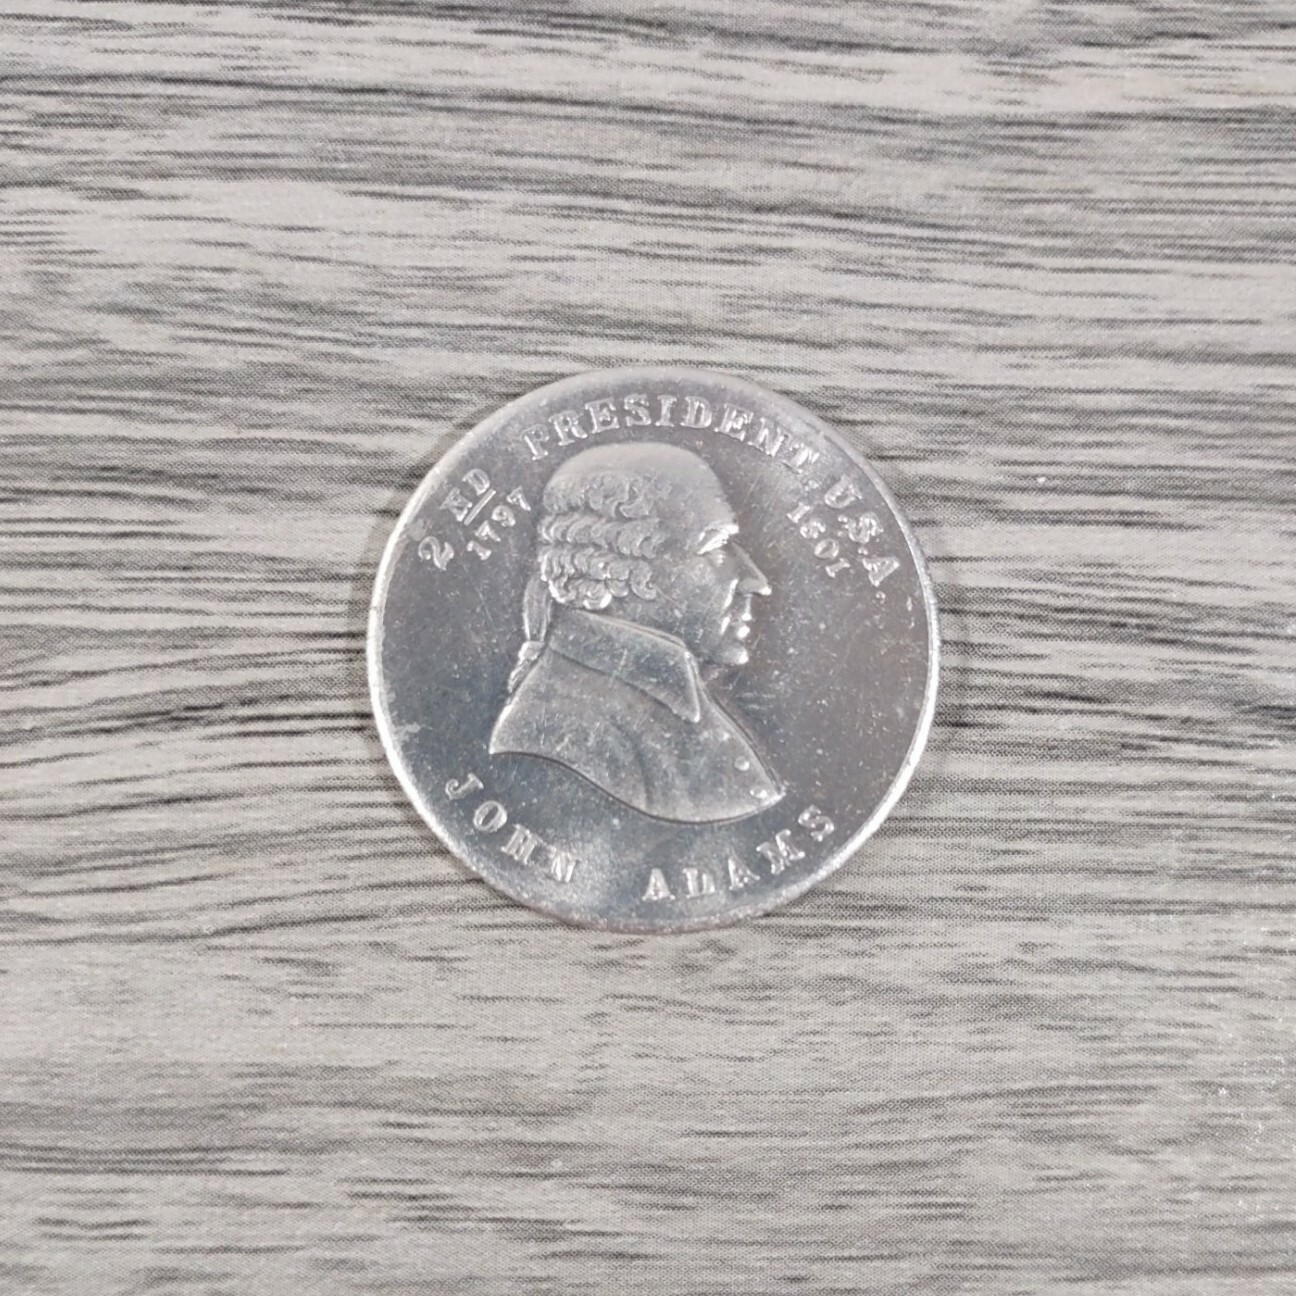 2ND PRESIDENT. U.S.A.
1797 1801
JOHN ADAMS